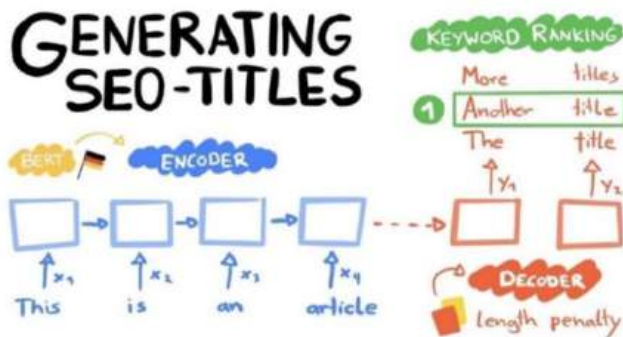 GENERATING
SEO-TITLES
KEYWORD RANKING
More titles
1 Another title
The title
BERT ENCODER
y1 y2
x1 x2 x3 x4
This is an article
DECODER
length penalty